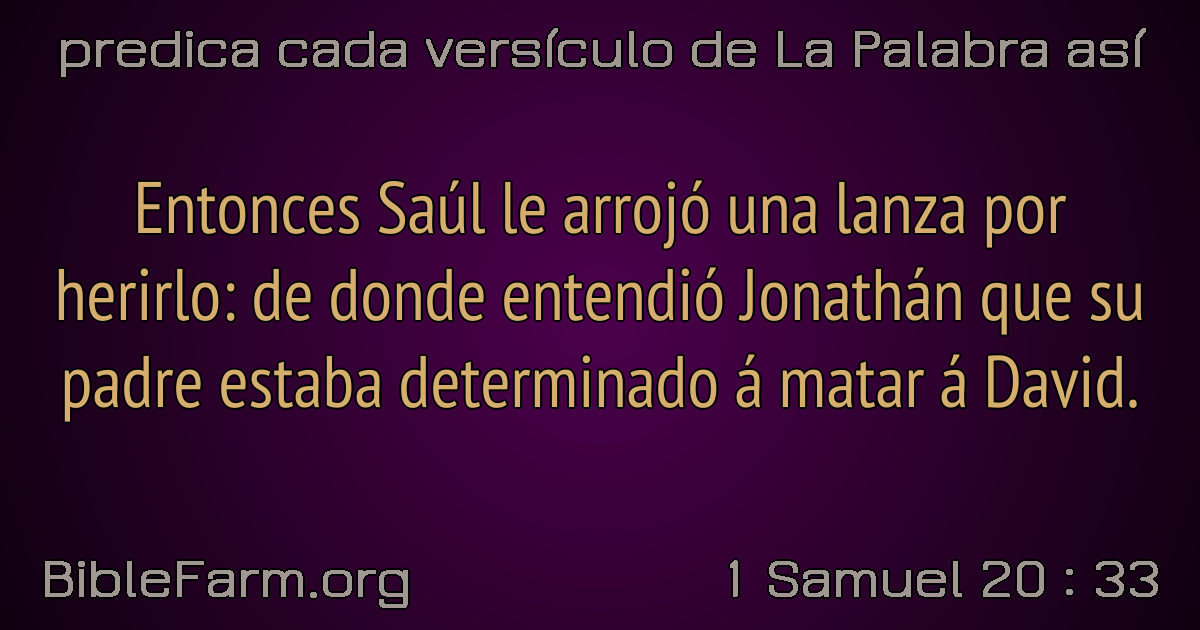 predica cada versículo de La Palabra así
Entonces Saúl le arrojó una lanza por
herirlo: de donde entendió Jonathán que su
padre estaba determinado á matar á David.
BibleFarm.org
1 Samuel 20 : 33